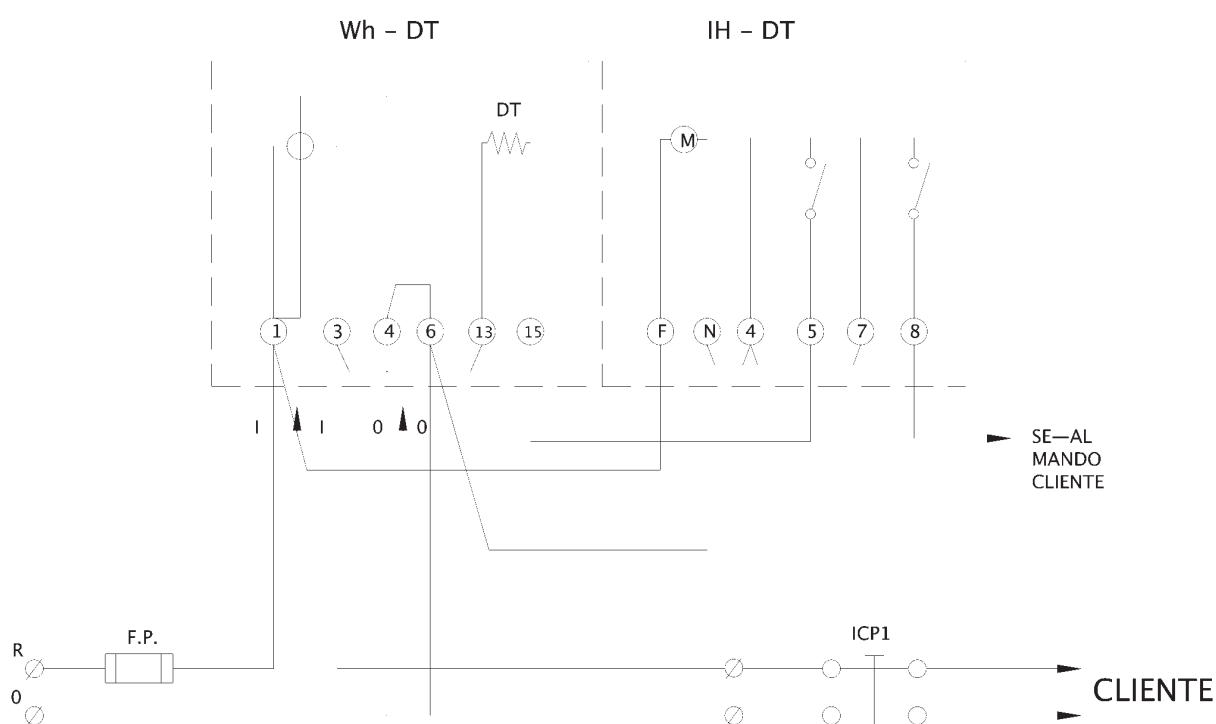 Wh – DT
IH – DT
DT
M
1
3
4
6
13
15
F
N
4
5
7
8
I
I
0
0
SE—AL
MANDO
CLIENTE
F.P.
ICP1
R
0
CLIENTE